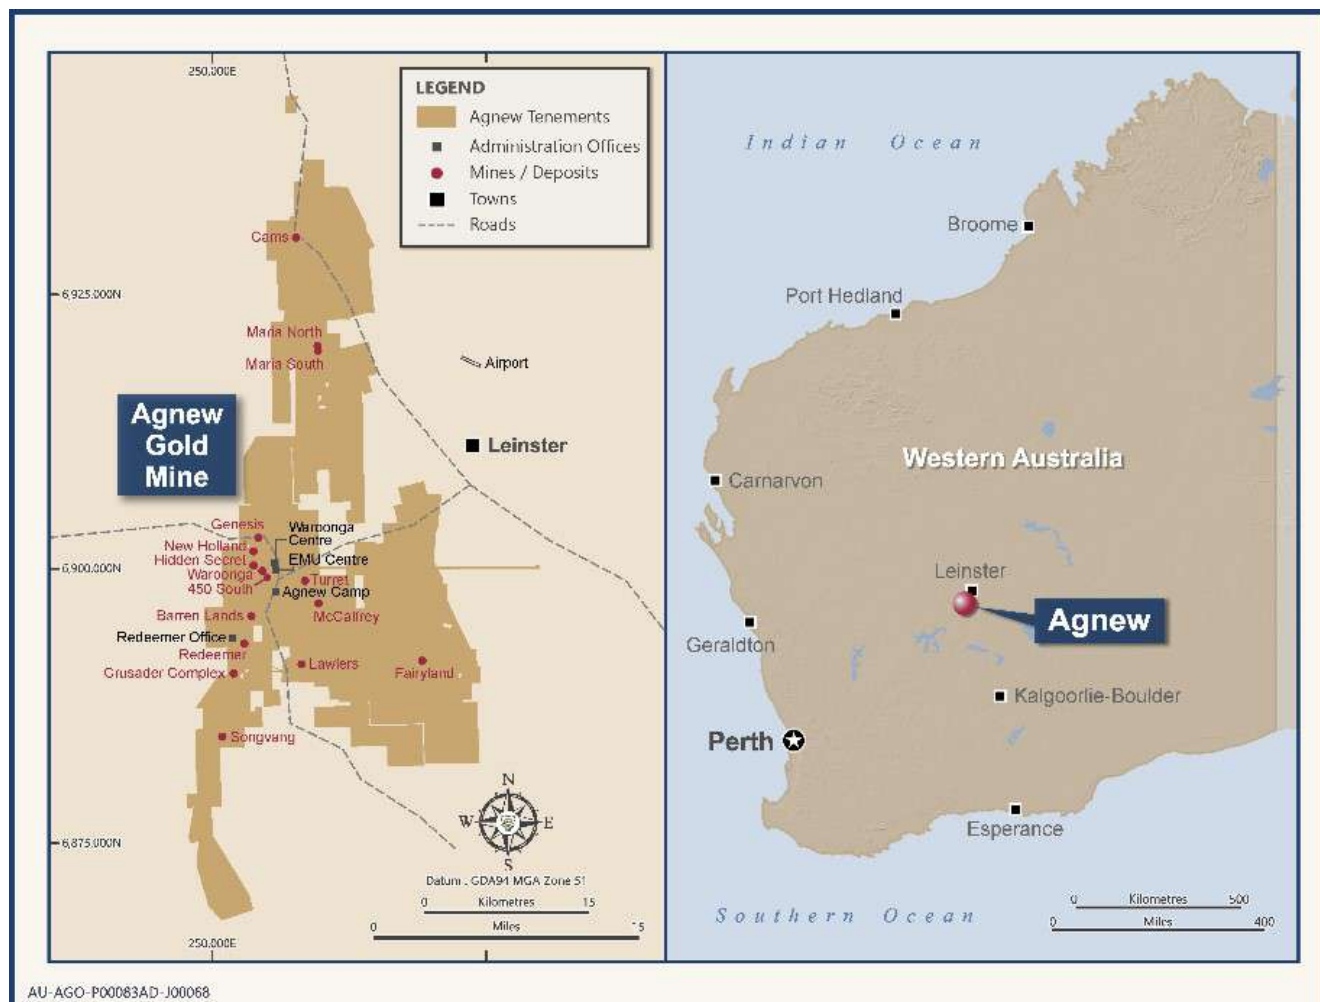 250,000E
LEGEND
Agnew Tenements
Administration Offices
Mines / Deposits
Towns
Roads
Cams
6,925,000N
Maria North
Maria South
Airport
Agnew
Gold
Mine
Leinster
Genesis
Waroonga
Centre
New Holland
Hidden Secret
EMU Centre
6,900,000N
Waroonga
Turret
450 South
Agnew Camp
Barren Lands
McCaffrey
Redeemer Office
Redeemer
Lawlers
Crusader Complex
Fairyland
Songvang
N
W
E
S
6,875,000N
Datum : GDA94 MGA Zone 51
0 Kilometres 15
0 Miles 15
250,000E
Indian Ocean
Broome
Port Hedland
Western Australia
Carnarvon
Leinster
Agnew
Geraldton
Kalgoorlie-Boulder
Perth
Esperance
Southern Ocean
0 Kilometres 500
0 Miles 400
AU-AGO-P00083AD-J00068